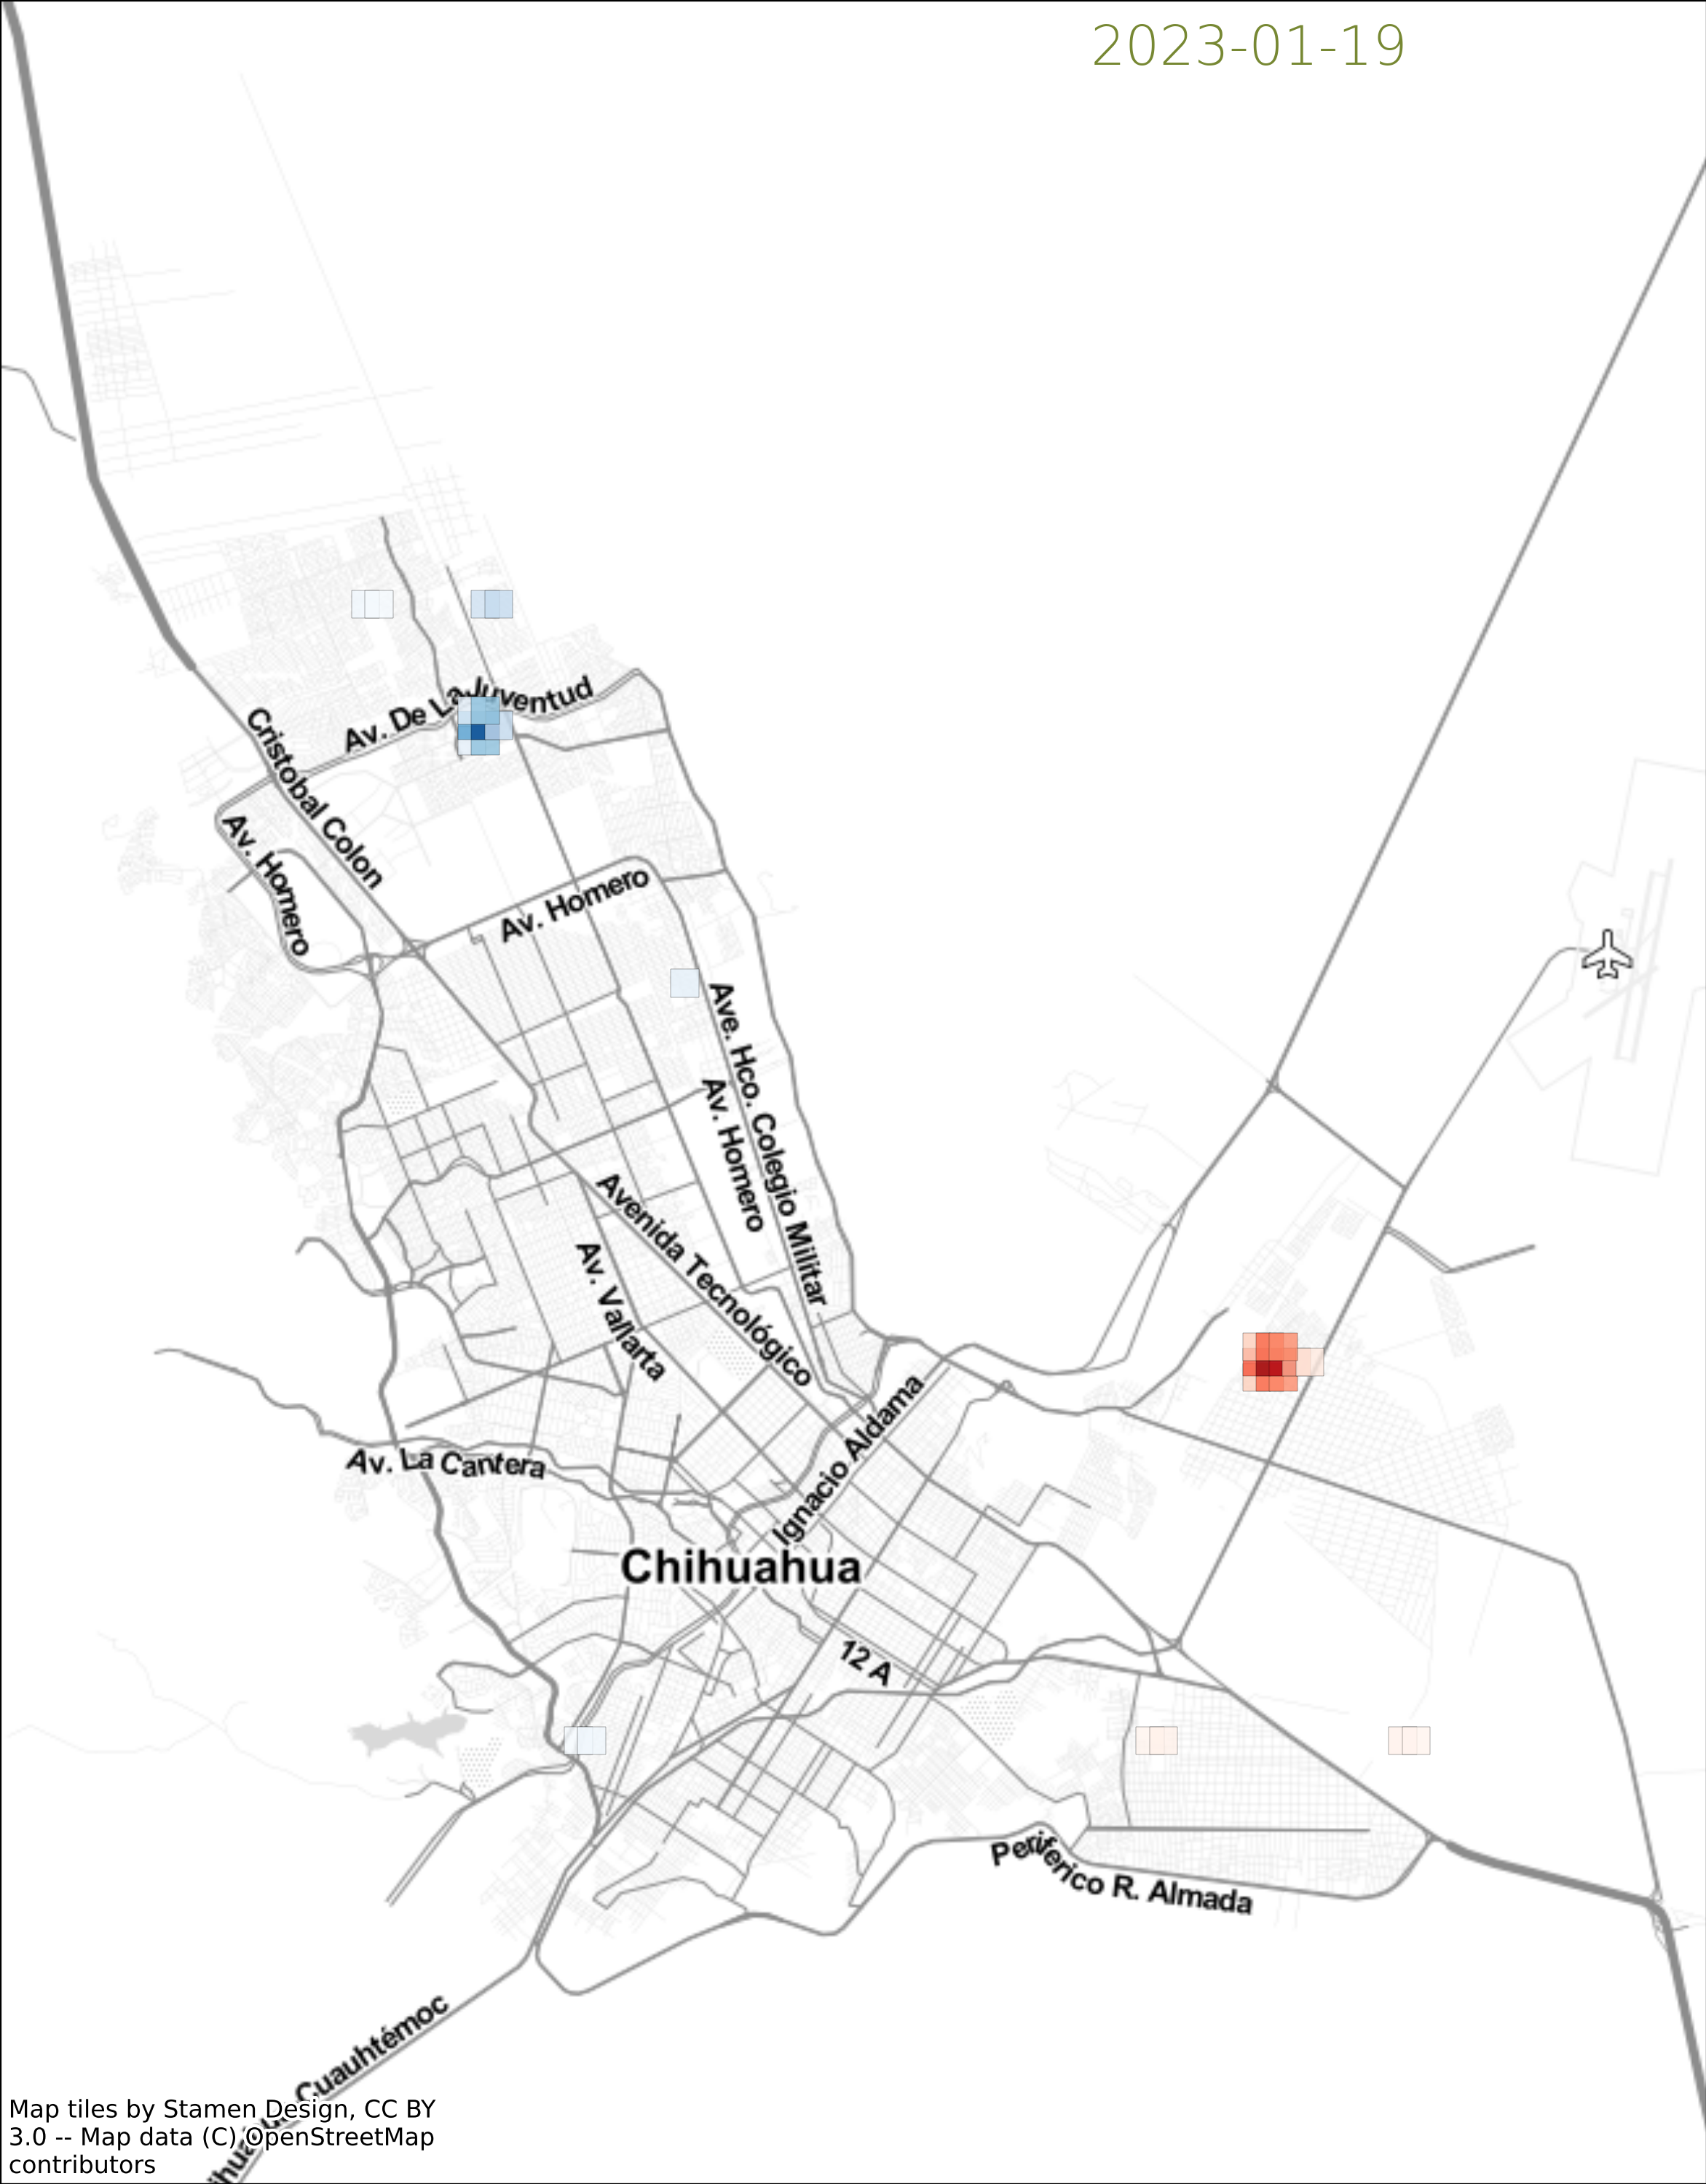 2023-01-19
Av. De La Juventud
Cristobal Colon
Av. Homero
Av. Homero
Ave. Hco. Colegio Militar
Av. Homero
Avenida Tecnológico
Av. Vallarta
Ignacio Aldama
Av. La Cantera
Chihuahua
12 A
Periferico R. Almada
Cuauhtémoc
Map tiles by Stamen Design, CC BY
3.0 -- Map data (C) OpenStreetMap
contributors